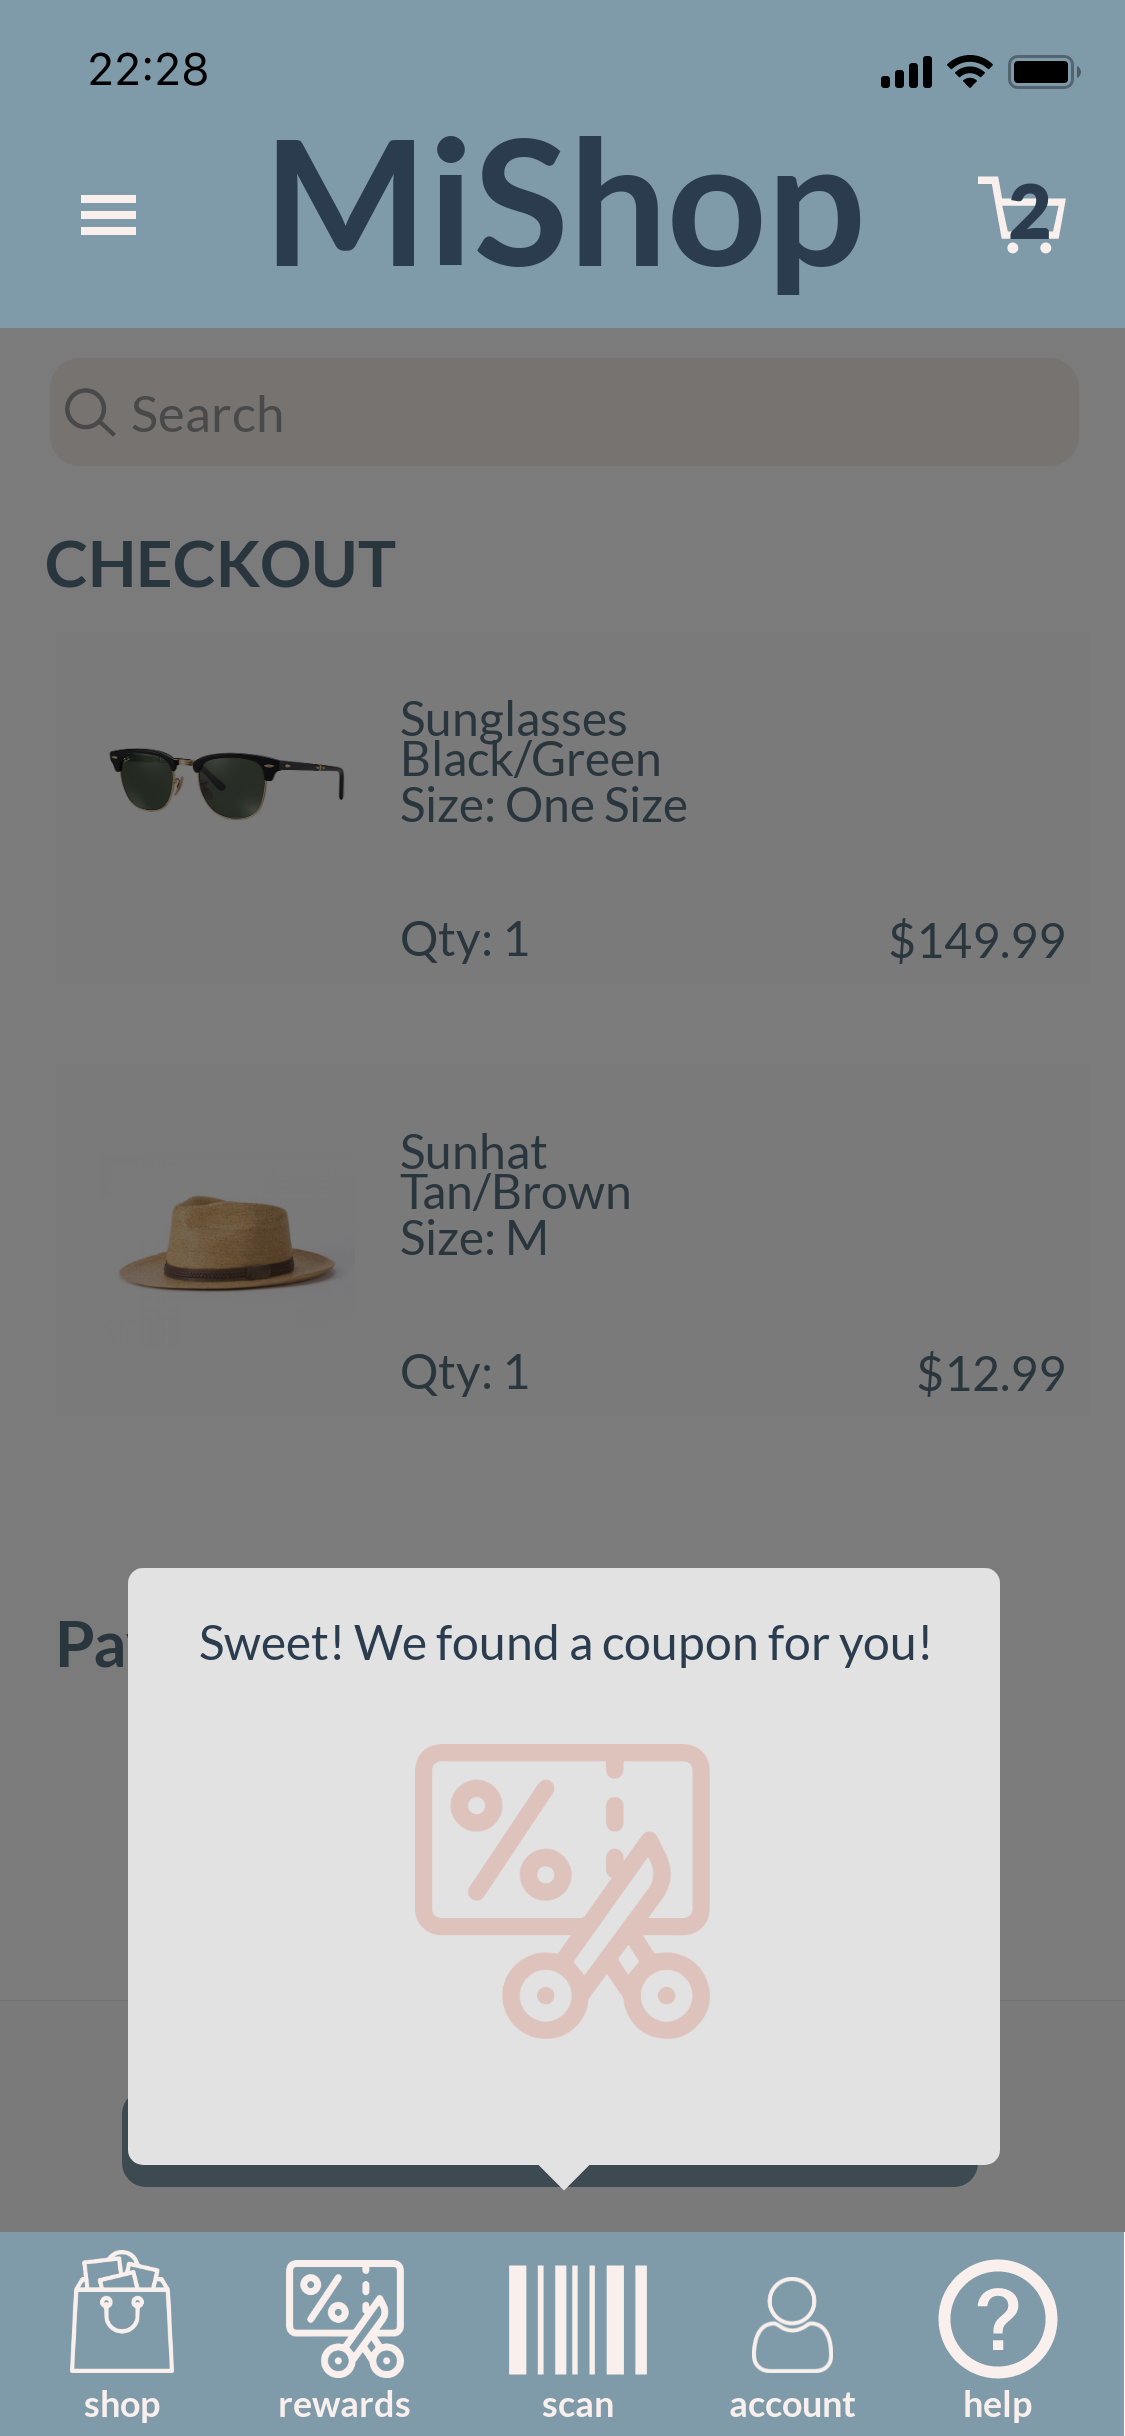 22:28
MiShop
2
Search
CHECKOUT
Sunglasses
Black/Green
Size: One Size
Qty: 1
$149.99
Sunhat
Tan/Brown
Size: M
Qty: 1
$12.99
Sweet! We found a coupon for you!
shop
rewards
scan
account
help